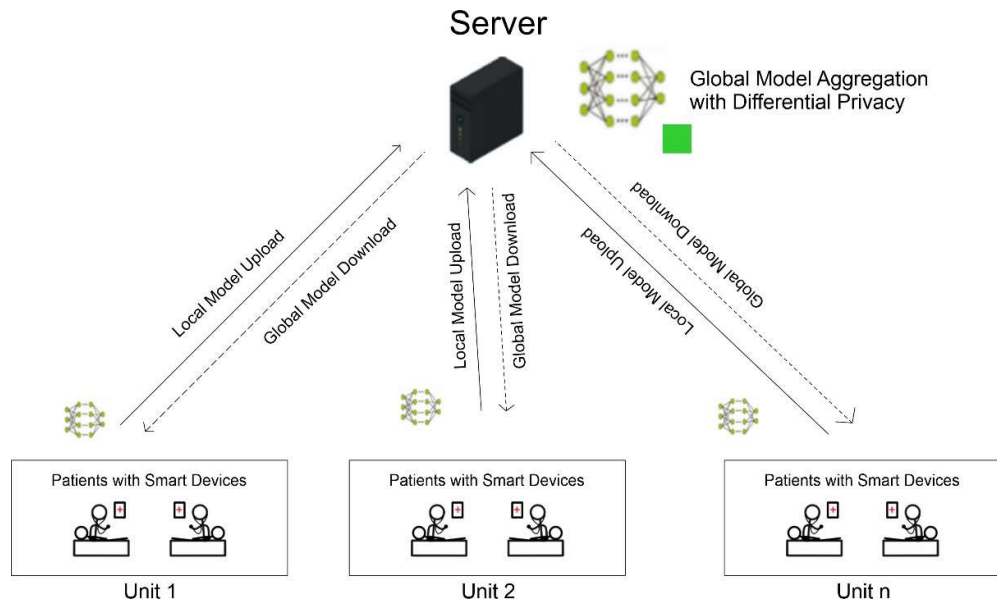 Server
Global Model Aggregation
with Differential Privacy
Local Model Upload
Global Model Download
Local Model Upload
Global Model Download
Global Model Download
Local Model Upload
Patients with Smart Devices
Patients with Smart Devices
Patients with Smart Devices
Unit 1
Unit 2
Unit n